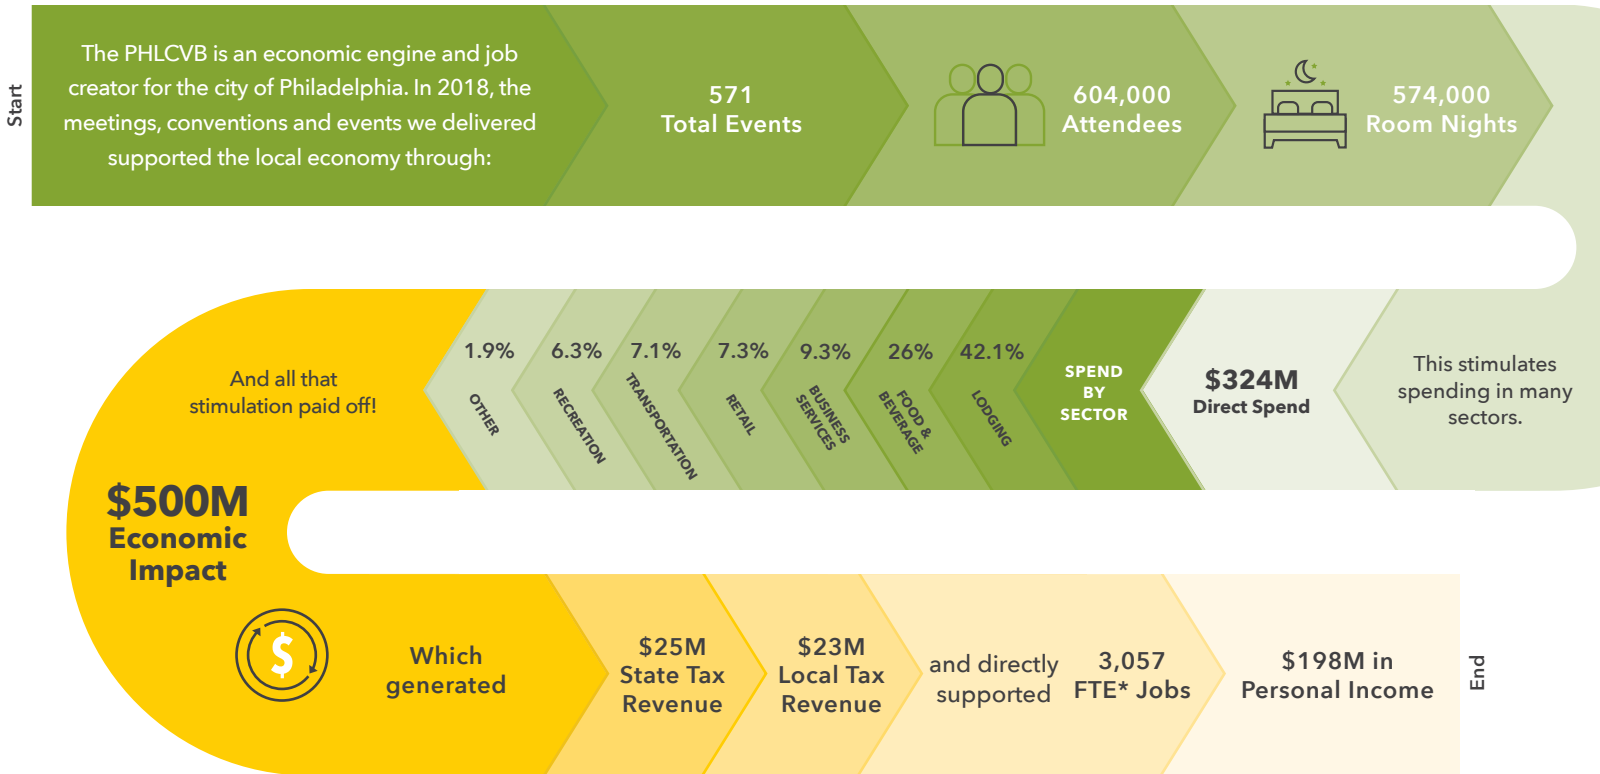 Start
The PHLCVB is an economic engine and job
creator for the city of Philadelphia. In 2018, the
meetings, conventions and events we delivered
supported the local economy through:
571
Total Events
604,000
Attendees
574,000
Room Nights
This stimulates
spending in many
sectors.
$324M
Direct Spend
SPEND
BY
SECTOR
42.1%
LODGING
26%
FOOD &
BEVERAGE
9.3%
BUSINESS
SERVICES
7.3%
RETAIL
7.1%
TRANSPORTATION
6.3%
RECREATION
1.9%
OTHER
And all that
stimulation paid off!
$500M
Economic
Impact
$
Which
generated
$25M
State Tax
Revenue
$23M
Local Tax
Revenue
and directly
supported
3,057
FTE* Jobs
$198M in
Personal Income
End